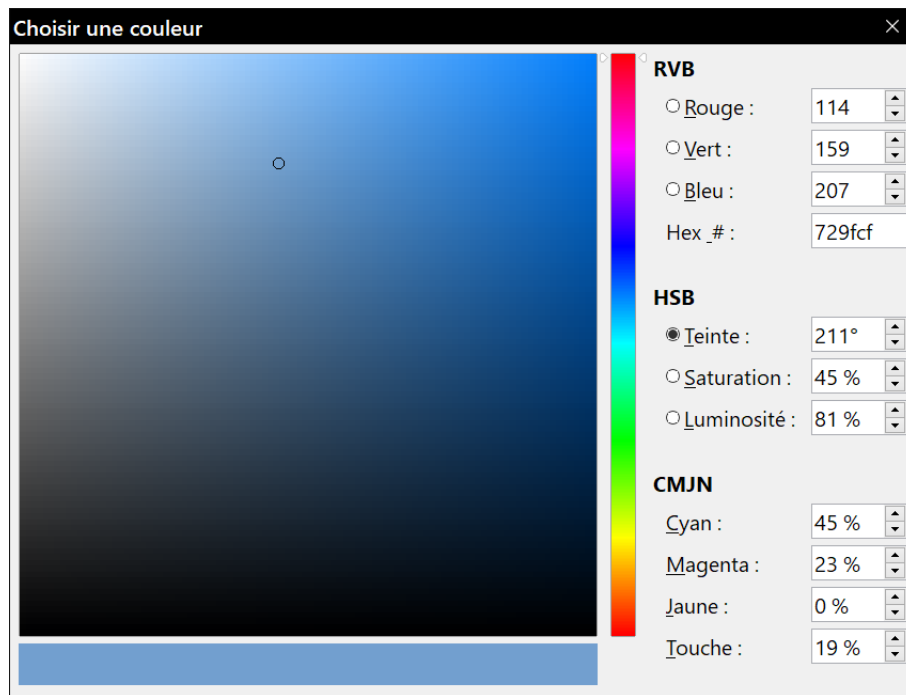 Choisir une couleur
RVB
Rouge : 114
Vert : 159
Bleu : 207
Hex _# : 729fcf
HSB
Teinte : 211°
Saturation : 45 %
Luminosité : 81 %
CMJN
Cyan : 45 %
Magenta : 23 %
Jaune : 0 %
Touche : 19 %